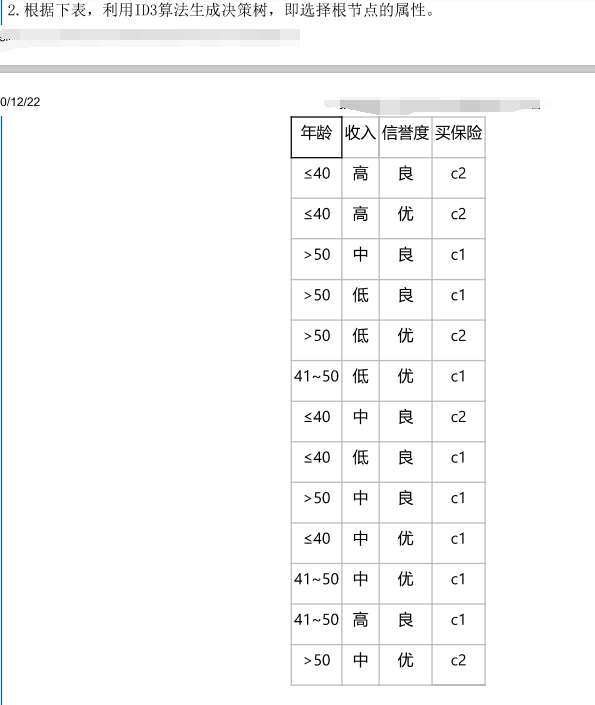 2.根据下表，利用ID3算法生成决策树，即选择根节点的属性。
0/12/22
年龄 收入 信誉度 买保险
≤40 高 良 c2
≤40 高 优 c2
>50 中 良 c1
>50 低 良 c1
>50 低 优 c2
41~50 低 优 c1
≤40 中 良 c2
≤40 低 良 c1
>50 中 良 c1
≤40 中 优 c1
41~50 中 优 c1
41~50 高 良 c1
>50 中 优 c2